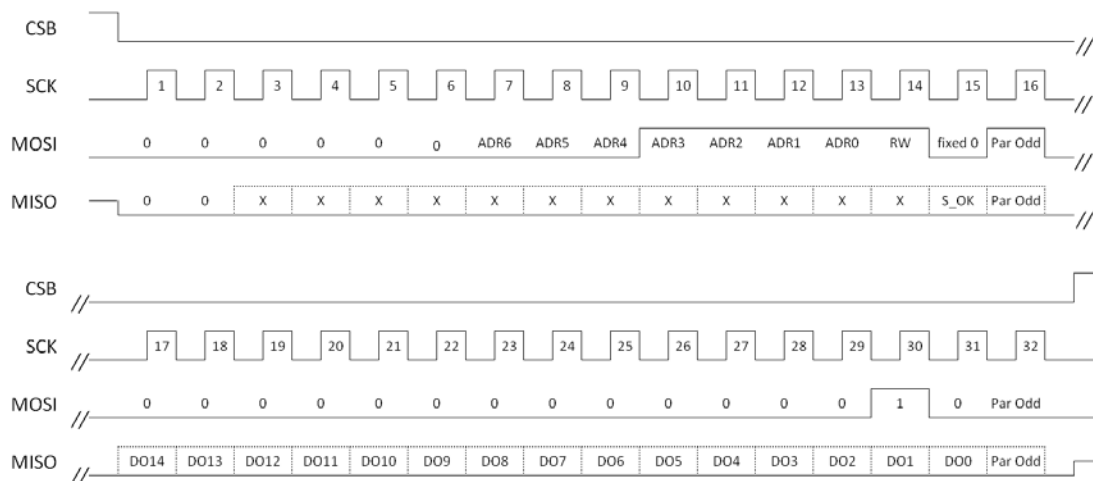 CSB //
SCK 1 2 3 4 5 6 7 8 9 10 11 12 13 14 15 16 //
MOSI 0 0 0 0 0 0 ADR6 ADR5 ADR4 ADR3 ADR2 ADR1 ADR0 RW fixed 0 Par Odd //
MISO 0 0 X X X X X X X X X X X X S_OK Par Odd //
CSB //
SCK // 17 18 19 20 21 22 23 24 25 26 27 28 29 30 31 32
MOSI // 0 0 0 0 0 0 0 0 0 0 0 0 0 1 0 Par Odd
MISO // DO14 DO13 DO12 DO11 DO10 DO9 DO8 DO7 DO6 DO5 DO4 DO3 DO2 DO1 DO0 Par Odd